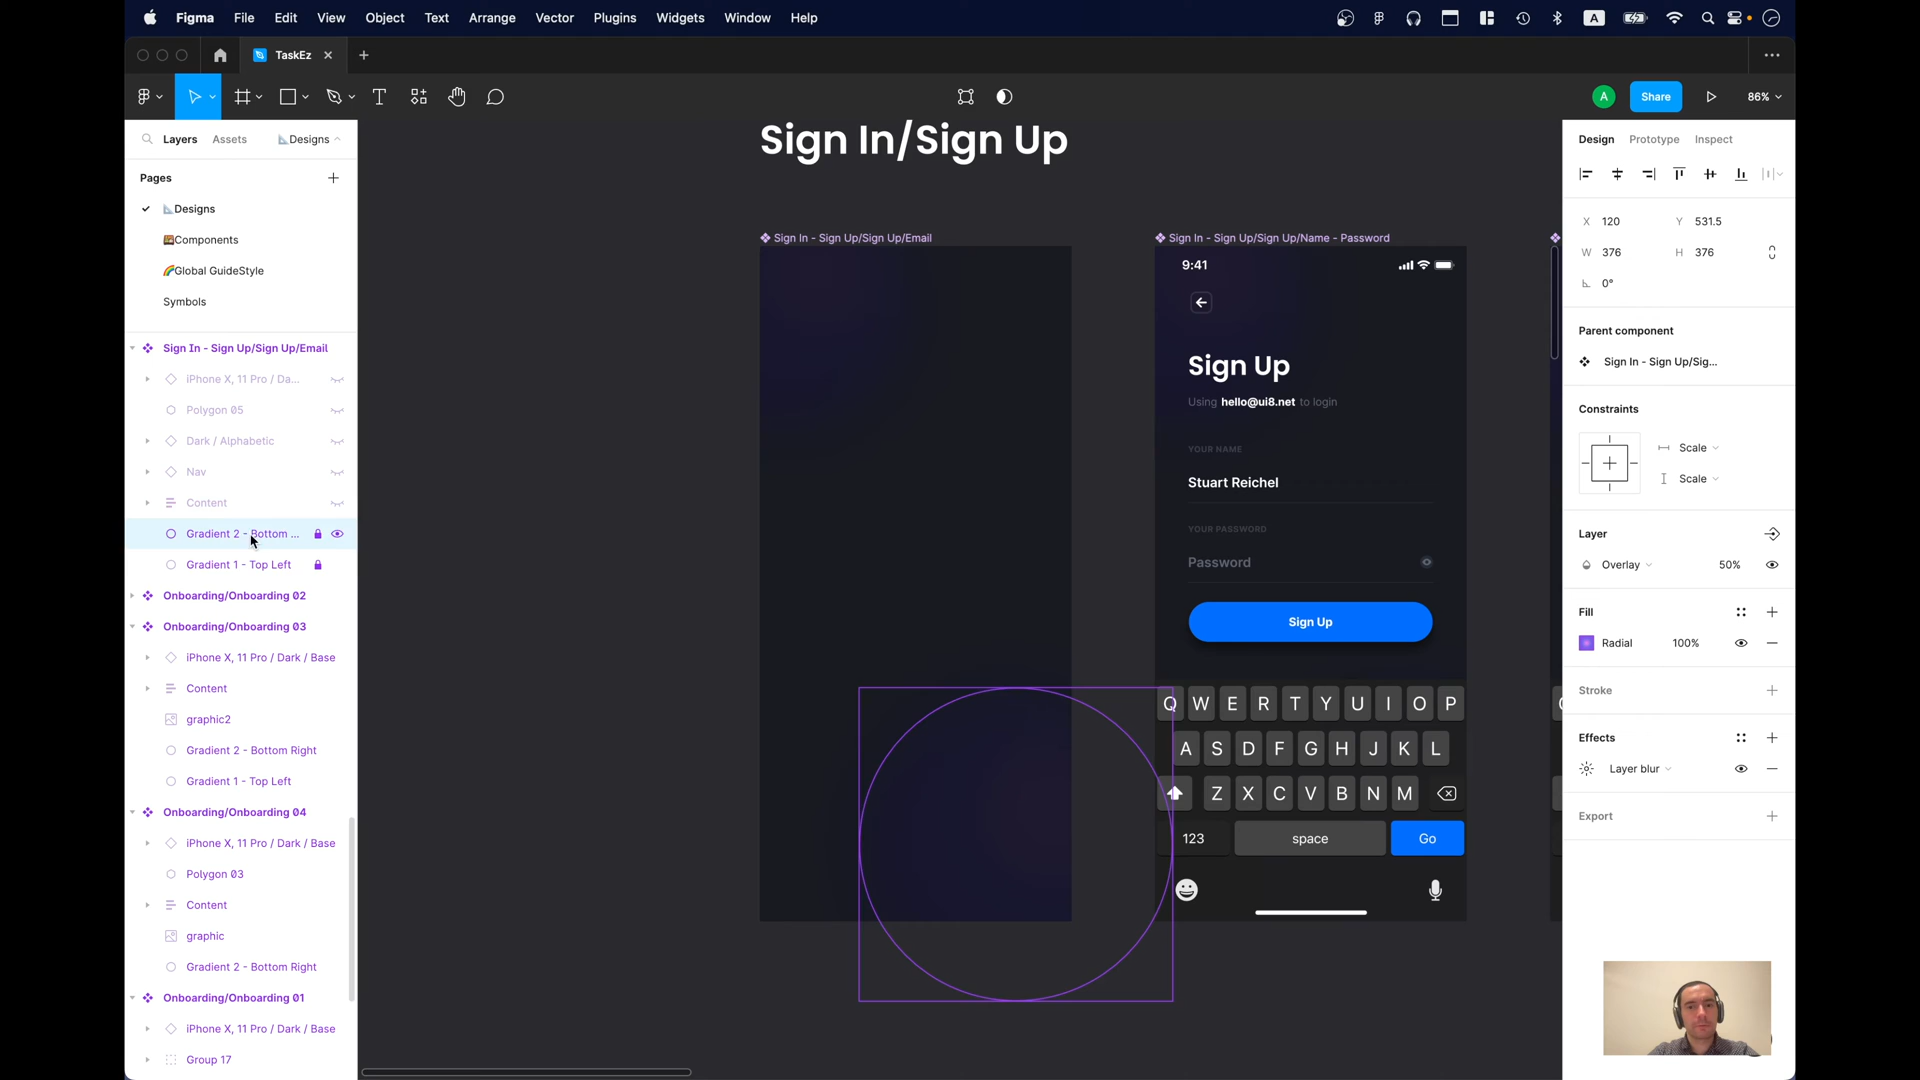 Figma File Edit View Object Text Arrange Vector Plugins Widgets Window Help
A
TaskEz
A Share 86%
Layers Assets 📐Designs
Design Prototype Inspect
Pages
📐Designs
Components
🌈Global GuideStyle
Symbols
Sign In - Sign Up/Sign Up/Email
iPhone X, 11 Pro / Da...
Polygon 05
Dark / Alphabetic
Nav
Content
Gradient 2 - Bottom ...
Gradient 1 - Top Left
Onboarding/Onboarding 02
Onboarding/Onboarding 03
iPhone X, 11 Pro / Dark / Base
Content
graphic2
Gradient 2 - Bottom Right
Gradient 1 - Top Left
Onboarding/Onboarding 04
iPhone X, 11 Pro / Dark / Base
Polygon 03
Content
graphic
Gradient 2 - Bottom Right
Onboarding/Onboarding 01
iPhone X, 11 Pro / Dark / Base
Group 17
Sign In/Sign Up
Sign In - Sign Up/Sign Up/Email
Sign In - Sign Up/Sign Up/Name - Password
9:41
Sign Up
Using hello@ui8.net to login
YOUR NAME
Stuart Reichel
YOUR PASSWORD
Password
Sign Up
Q W E R T Y U I O P
A S D F G H J K L
Z X C V B N M
123 space Go
X 120 Y 531.5
W 376 H 376
0°
Parent component
Sign In - Sign Up/Sig...
Constraints
Scale
Scale
Layer
Overlay 50%
Fill
Radial 100%
Stroke
Effects
Layer blur
Export